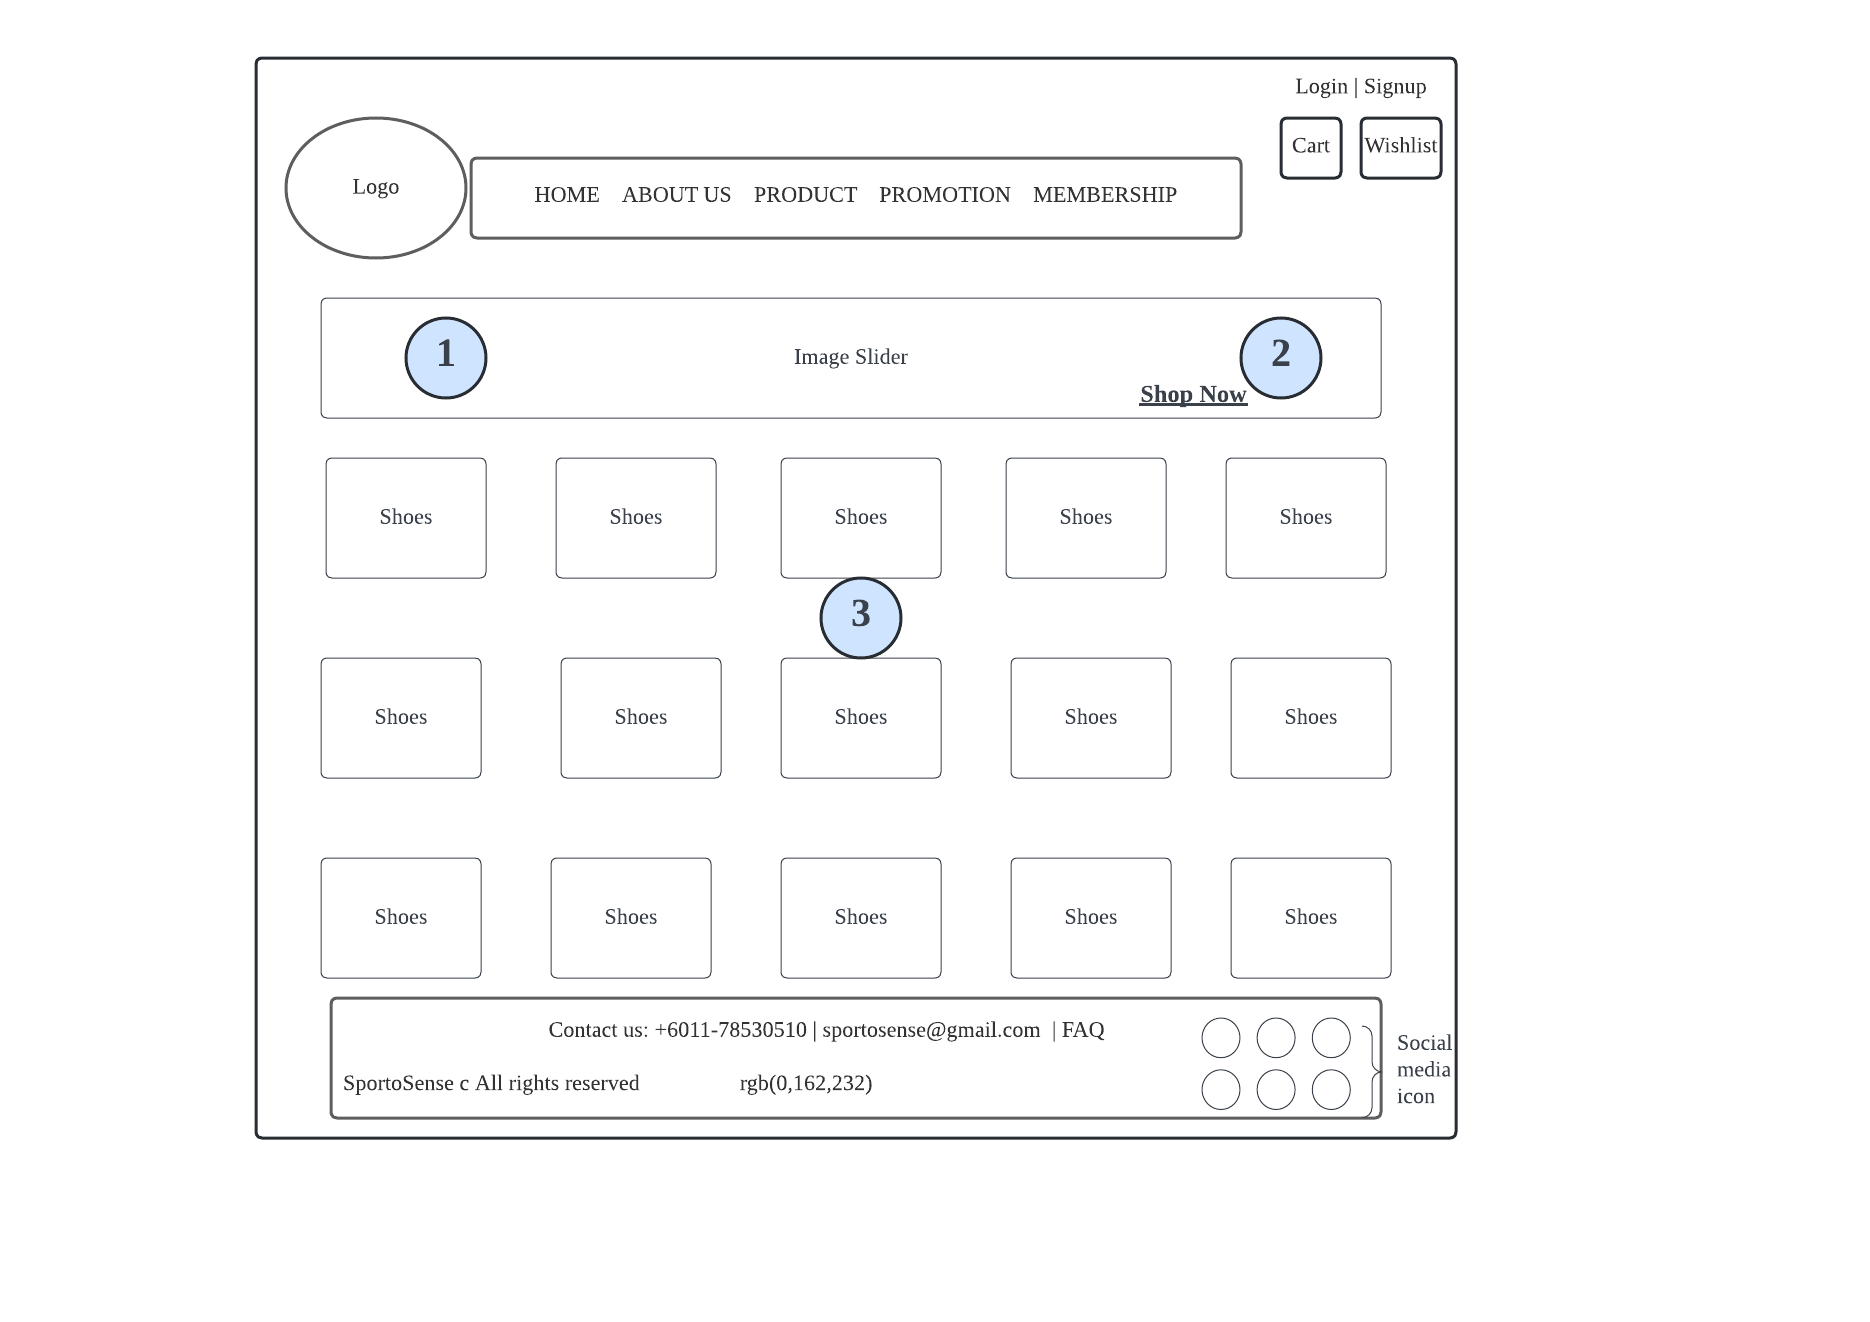 Login | Signup
Logo
HOME    ABOUT US    PRODUCT    PROMOTION    MEMBERSHIP
Cart
Wishlist
1
Image Slider
2
Shop Now
Shoes
Shoes
Shoes
Shoes
Shoes
3
Shoes
Shoes
Shoes
Shoes
Shoes
Shoes
Shoes
Shoes
Shoes
Shoes
Contact us: +6011-78530510 | sportosense@gmail.com  | FAQ
SportoSense c All rights reserved
rgb(0,162,232)
Social
media
icon